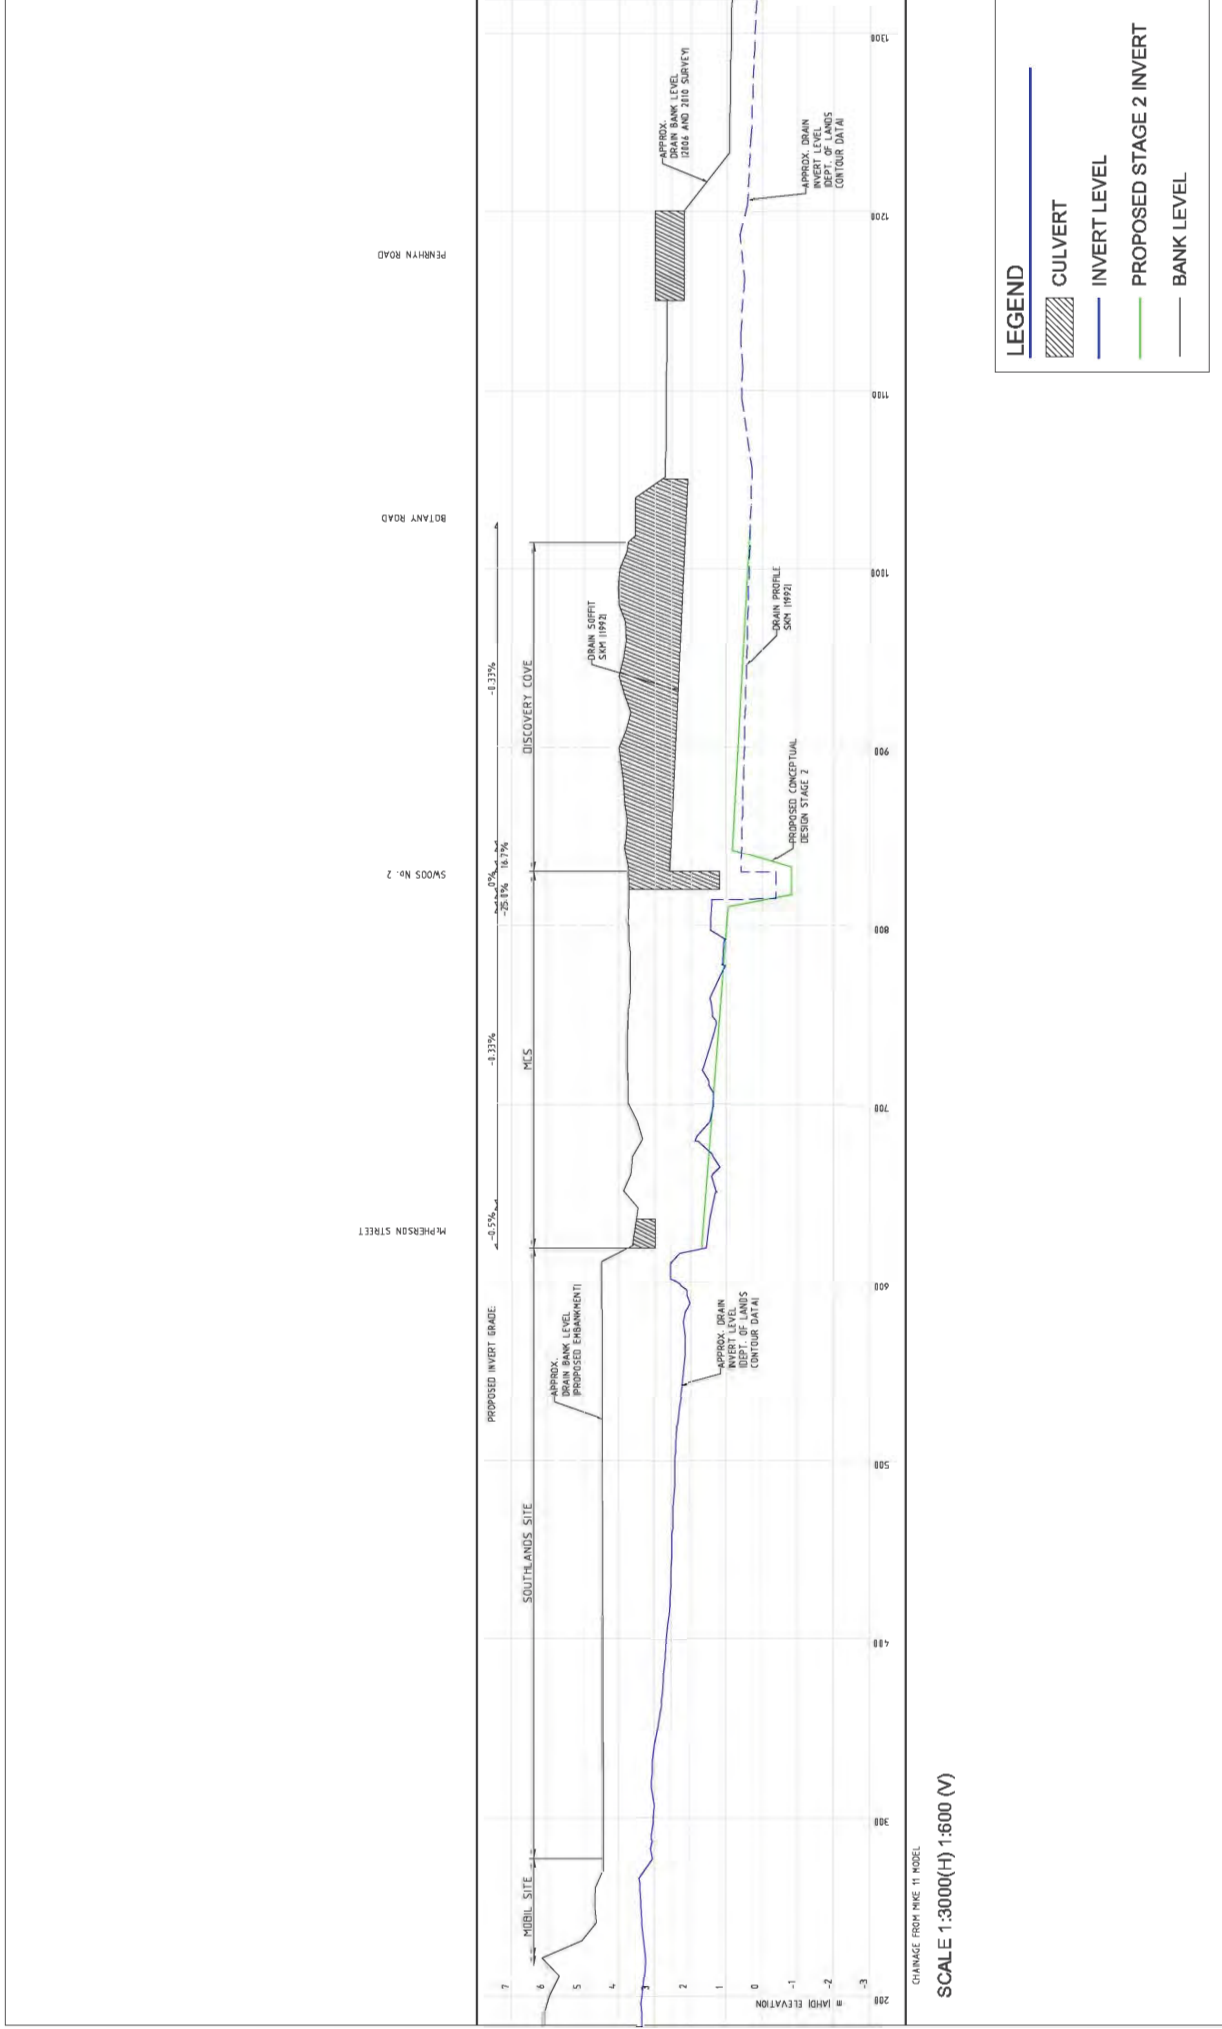 PENRHYN ROAD
BOTANY ROAD
SWOOS No. 2
McPHERSON STREET
PROPOSED INVERT GRADE:
-0.5%
-0.33%
-25.0%
0%
16.7%
-0.33%
MOBIL SITE
SOUTHLANDS SITE
MCS
DISCOVERY COVE
APPROX.
DRAIN BANK LEVEL
(PROPOSED EMBANKMENT)
DRAIN SOFFIT
SKM (1992)
APPROX.
DRAIN BANK LEVEL
(2006 AND 2010 SURVEY)
APPROX. DRAIN
INVERT LEVEL
(DEPT. OF LANDS
CONTOUR DATA)
PROPOSED CONCEPTUAL
DESIGN STAGE 2
DRAIN PROFILE
SKM (1992)
APPROX. DRAIN
INVERT LEVEL
(DEPT. OF LANDS
CONTOUR DATA)
7
6
5
4
3
2
1
0
-1
-2
-3
m (AHD) ELEVATION
200
300
400
500
600
700
800
900
1000
1100
1200
1300
CHAINAGE FROM MIKE 11 MODEL
SCALE 1:3000(H) 1:600 (V)
LEGEND
CULVERT
INVERT LEVEL
PROPOSED STAGE 2 INVERT
BANK LEVEL